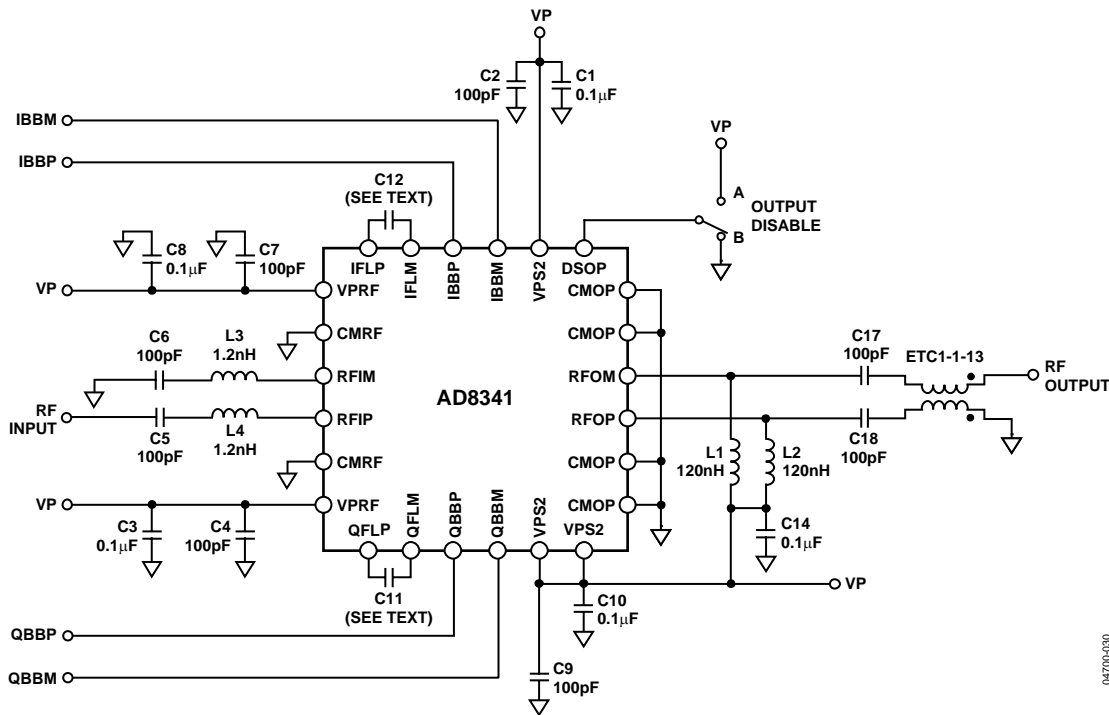 VP
C2
100pF
C1
0.1µF
IBBM
IBBP
VP
A
OUTPUT
DISABLE
B
C12
(SEE TEXT)
C8
0.1µF
C7
100pF
VP
IFLP
IFLM
IBBP
IBBM
VPS2
DSOP
VPRF
CMOP
CMRF
CMOP
C6
100pF
L3
1.2nH
RFIM
RFOM
C17
100pF
ETC1-1-13
RF
OUTPUT
AD8341
RF
INPUT
C5
100pF
L4
1.2nH
RFIP
RFOP
C18
100pF
L1
120nH
L2
120nH
CMRF
CMOP
VP
VPRF
CMOP
C3
0.1µF
C4
100pF
QFLP
QFLM
QBBP
QBBM
VPS2
VPS2
C14
0.1µF
C11
(SEE TEXT)
VP
C10
0.1µF
QBBP
C9
100pF
QBBM
04700-030